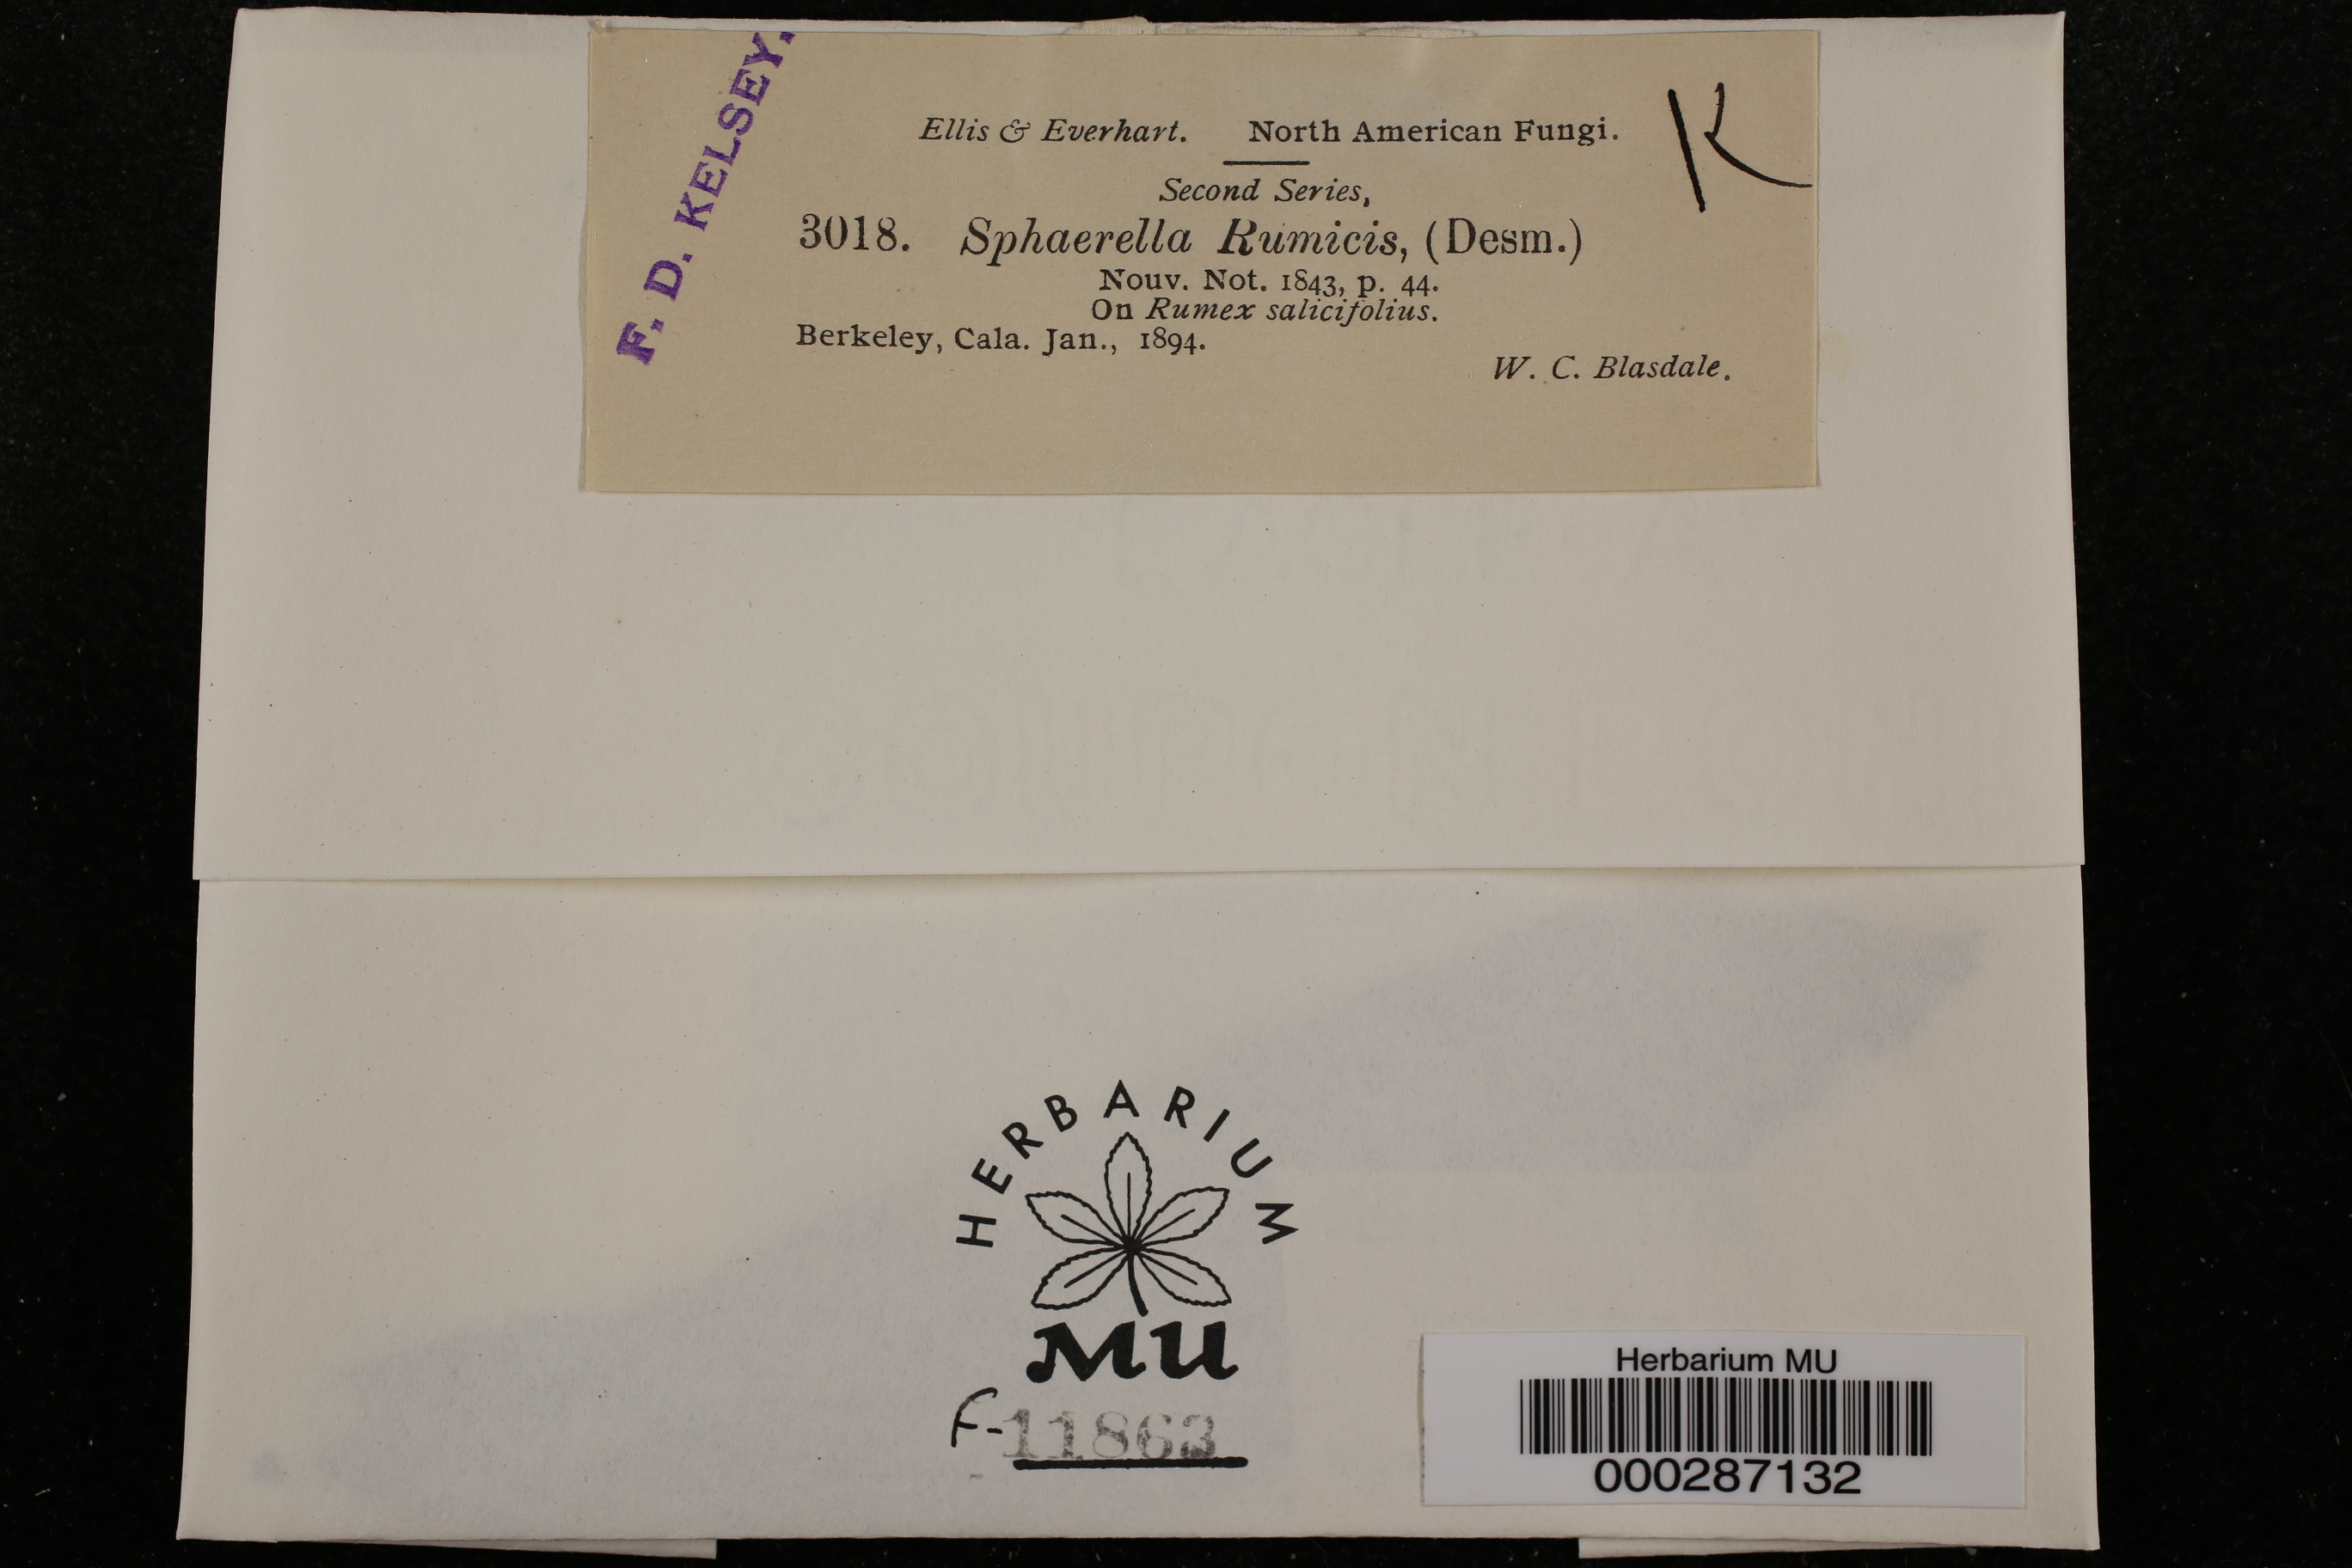 F. D. KELSEY.
Ellis & Everhart. North American Fungi.
K
Second Series,
3018. Sphaerella Rumicis, (Desm.)
Nouv. Not. 1843, p. 44.
On Rumex salicifolius.
Berkeley, Cala. Jan., 1894.
W. C. Blasdale.
HERBARIUM
MU
F-11863
Herbarium MU
000287132